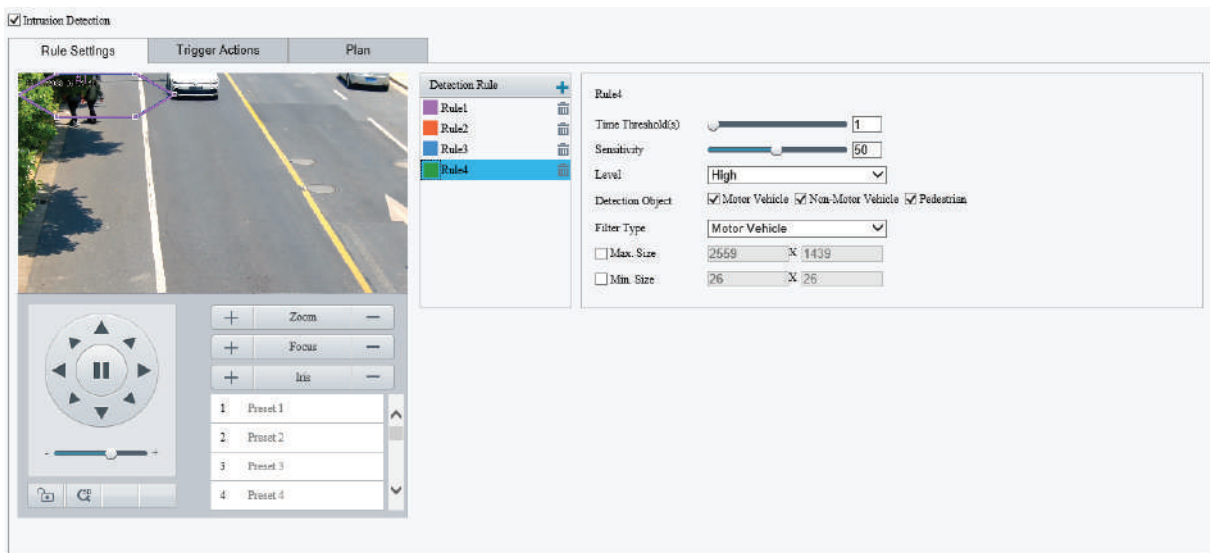 Intrusion Detection
Rule Settings Trigger Actions Plan
Detection Rule +
Rule1
Rule2
Rule3
Rule4
Rule4
Time Threshold(s) 1
Sensitivity 50
Level High
Detection Object Motor Vehicle Non-Motor Vehicle Pedestrian
Filter Type Motor Vehicle
Max. Size 2559 X 1439
Min. Size 26 X 26
+ Zoom −
+ Focus −
+ Iris −
1 Preset 1
2 Preset 2
3 Preset 3
4 Preset 4
- +